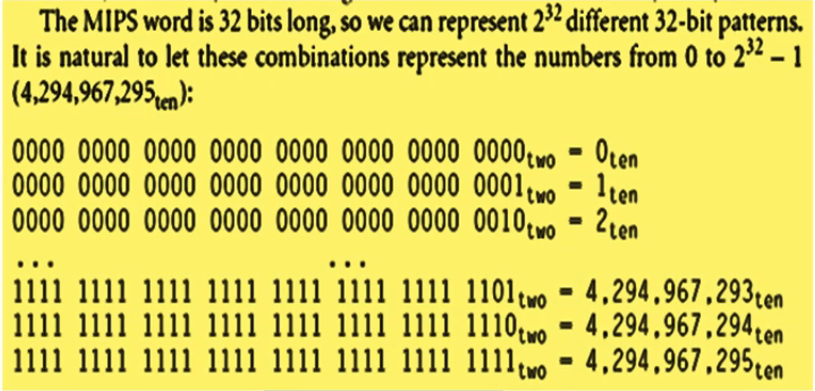 The MIPS word is 32 bits long, so we can represent 2³² different 32-bit patterns.
It is natural to let these combinations represent the numbers from 0 to 2³² – 1
(4,294,967,295ten):
0000 0000 0000 0000 0000 0000 0000 0000two = 0ten
0000 0000 0000 0000 0000 0000 0000 0001two = 1ten
0000 0000 0000 0000 0000 0000 0000 0010two = 2ten
... ...
1111 1111 1111 1111 1111 1111 1111 1101two = 4,294,967,293ten
1111 1111 1111 1111 1111 1111 1111 1110two = 4,294,967,294ten
1111 1111 1111 1111 1111 1111 1111 1111two = 4,294,967,295ten